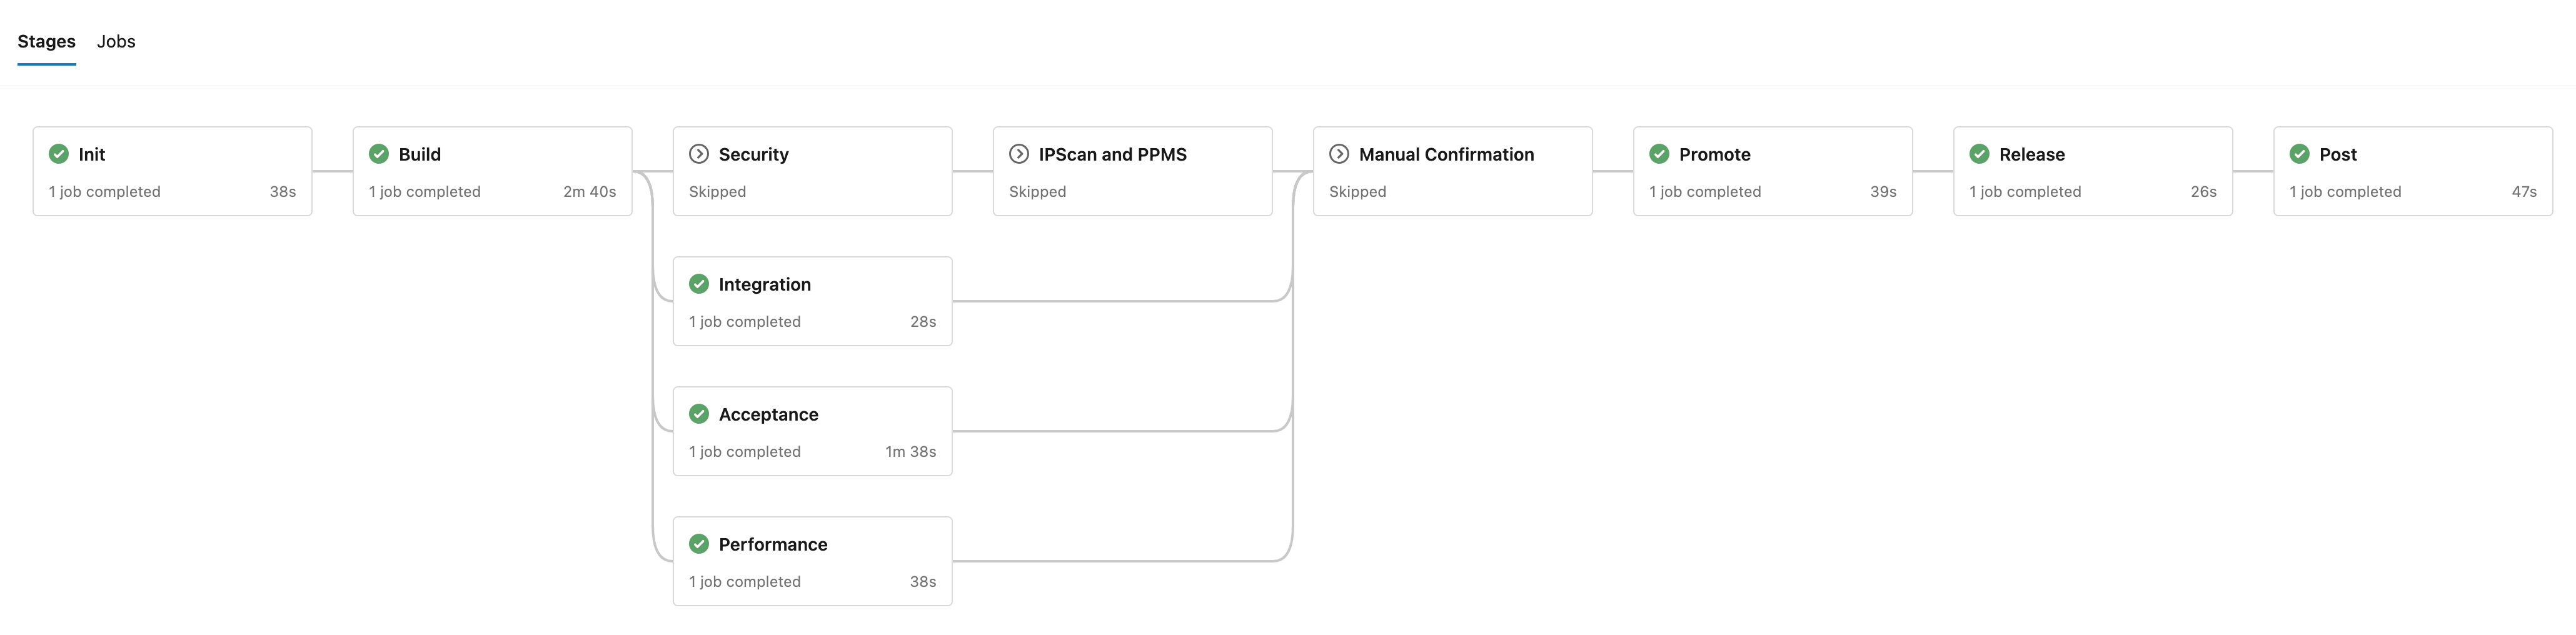 Stages Jobs
Init
1 job completed 38s
Build
1 job completed 2m 40s
Security
Skipped
IPScan and PPMS
Skipped
Manual Confirmation
Skipped
Promote
1 job completed 39s
Release
1 job completed 26s
Post
1 job completed 47s
Integration
1 job completed 28s
Acceptance
1 job completed 1m 38s
Performance
1 job completed 38s